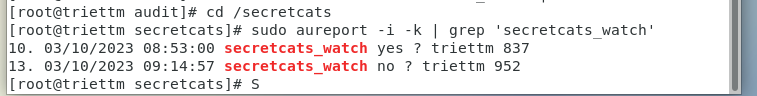 [root@triettm audit]# cd /secretcats
[root@triettm secretcats]# sudo aureport -i -k | grep 'secretcats_watch'
10. 03/10/2023 08:53:00 secretcats_watch yes ? triettm 837
13. 03/10/2023 09:14:57 secretcats_watch no ? triettm 952
[root@triettm secretcats]# S